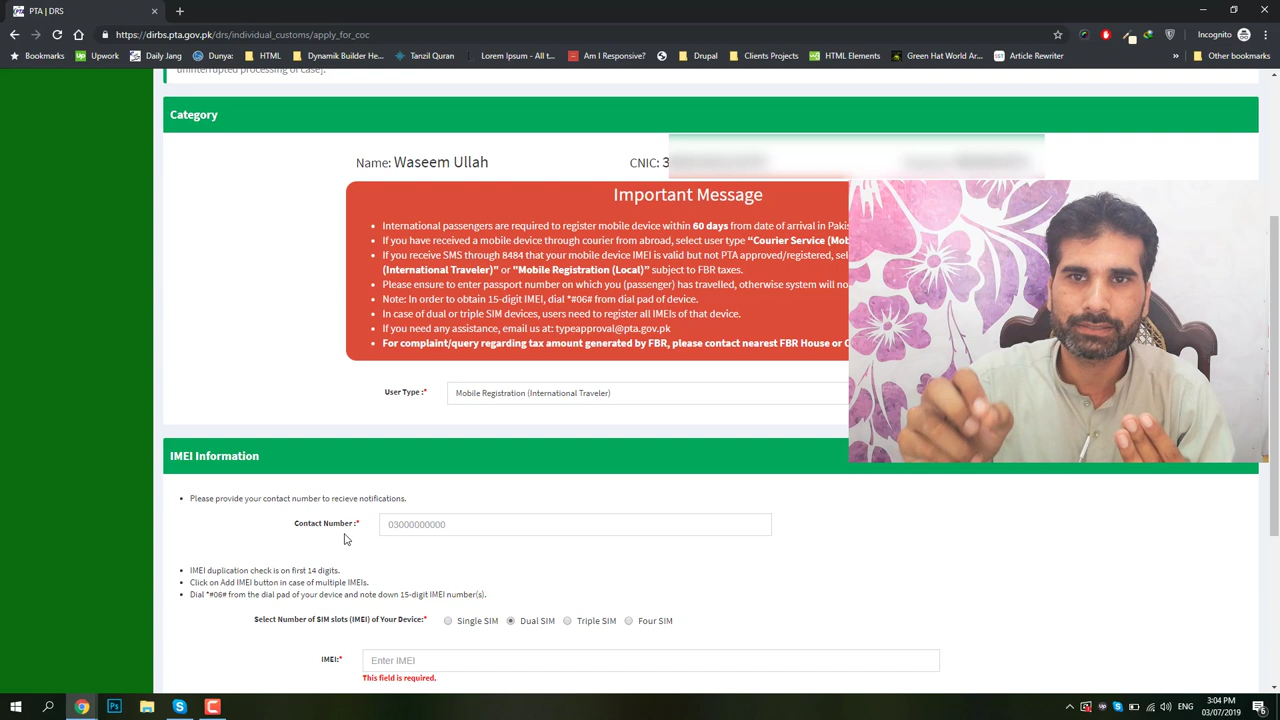 PTA | DRS
https://dirbs.pta.gov.pk/drs/individual_customs/apply_for_coc
Incognito
Bookmarks Upwork Daily Jang Dunya: HTML Dynamik Builder He... Tanzil Quran Lorem Ipsum - All t... Am I Responsive? Drupal Clients Projects HTML Elements Green Hat World Ar... Article Rewriter Other bookmarks
uninterrupted processing of case].
Category
Name: Waseem Ullah CNIC: 3
Important Message
International passengers are required to register mobile device within 60 days from date of arrival in Paki
If you have received a mobile device through courier from abroad, select user type "Courier Service (Mob
If you receive SMS through 8484 that your mobile device IMEI is valid but not PTA approved/registered, sel
(International Traveler)" or "Mobile Registration (Local)" subject to FBR taxes.
Please ensure to enter passport number on which you (passenger) has travelled, otherwise system will no
Note: In order to obtain 15-digit IMEI, dial *#06# from dial pad of device.
In case of dual or triple SIM devices, users need to register all IMEIs of that device.
If you need any assistance, email us at: typeapproval@pta.gov.pk
For complaint/query regarding tax amount generated by FBR, please contact nearest FBR House or C
User Type :* Mobile Registration (International Traveler)
IMEI Information
Please provide your contact number to recieve notifications.
Contact Number :* 03000000000
IMEI duplication check is on first 14 digits.
Click on Add IMEI button in case of multiple IMEIs.
Dial *#06# from the dial pad of your device and note down 15-digit IMEI number(s).
Select Number of SIM slots (IMEI) of Your Device:* Single SIM Dual SIM Triple SIM Four SIM
IMEI:* Enter IMEI
This field is required.
ENG
3:04 PM
03/07/2019